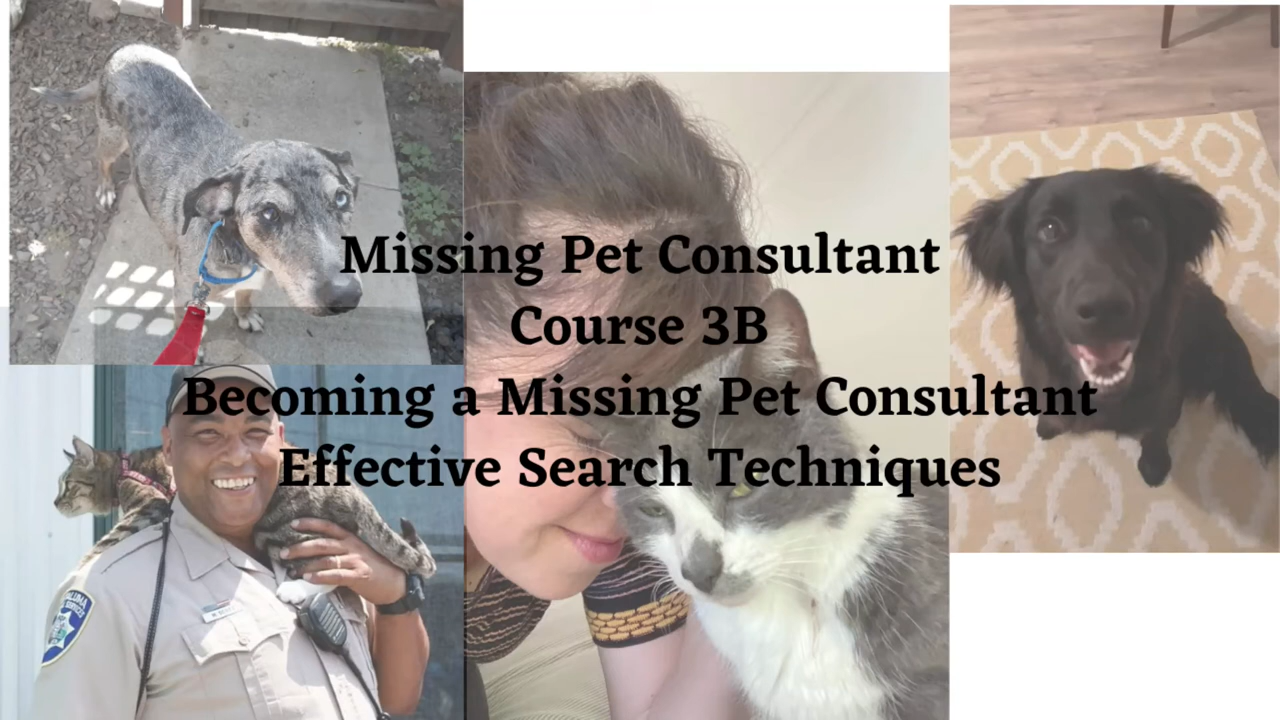 Missing Pet Consultant
Course 3B
Becoming a Missing Pet Consultant
Effective Search Techniques